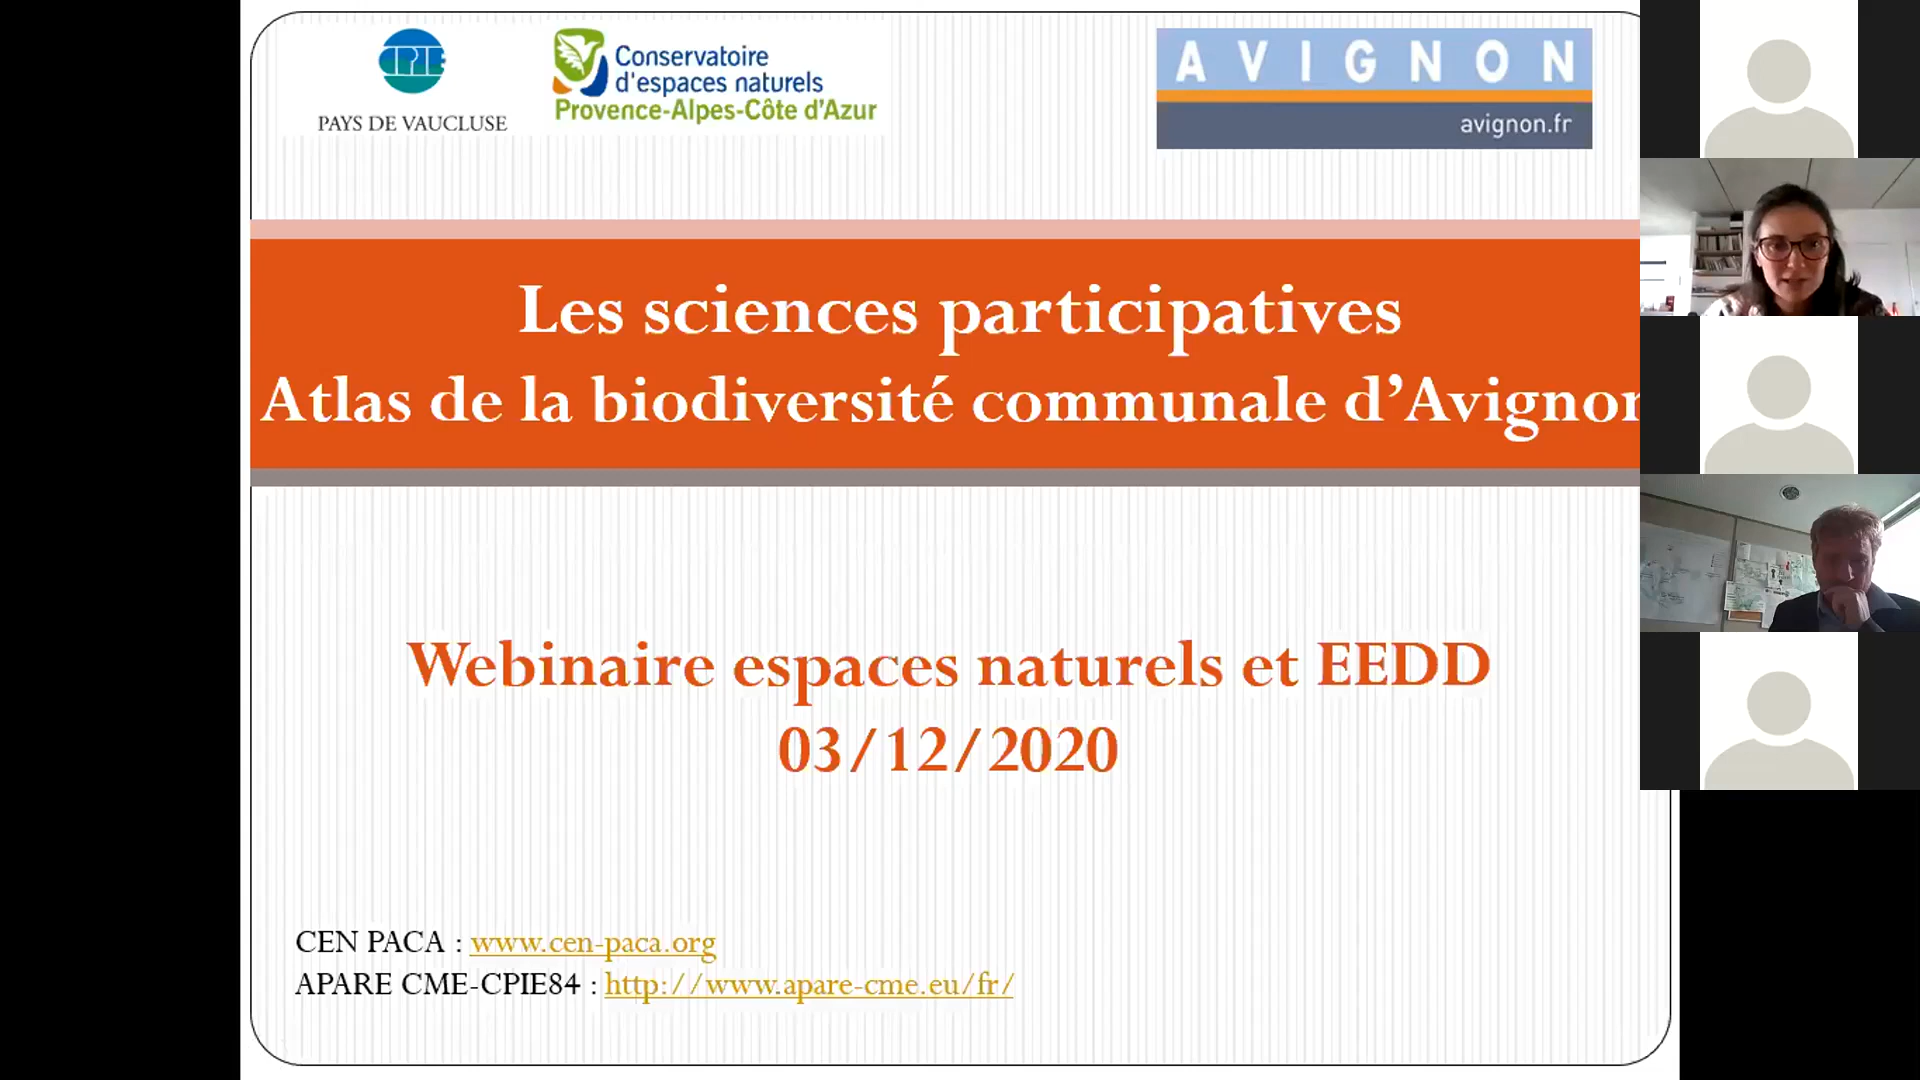 CPIE
PAYS DE VAUCLUSE
Conservatoire
d'espaces naturels
Provence-Alpes-Côte d'Azur
AVIGNON
avignon.fr
Les sciences participatives
Atlas de la biodiversité communale d'Avignon
Webinaire espaces naturels et EEDD
03/12/2020
CEN PACA : www.cen-paca.org
APARE CME-CPIE84 : http://www.apare-cme.eu/fr/